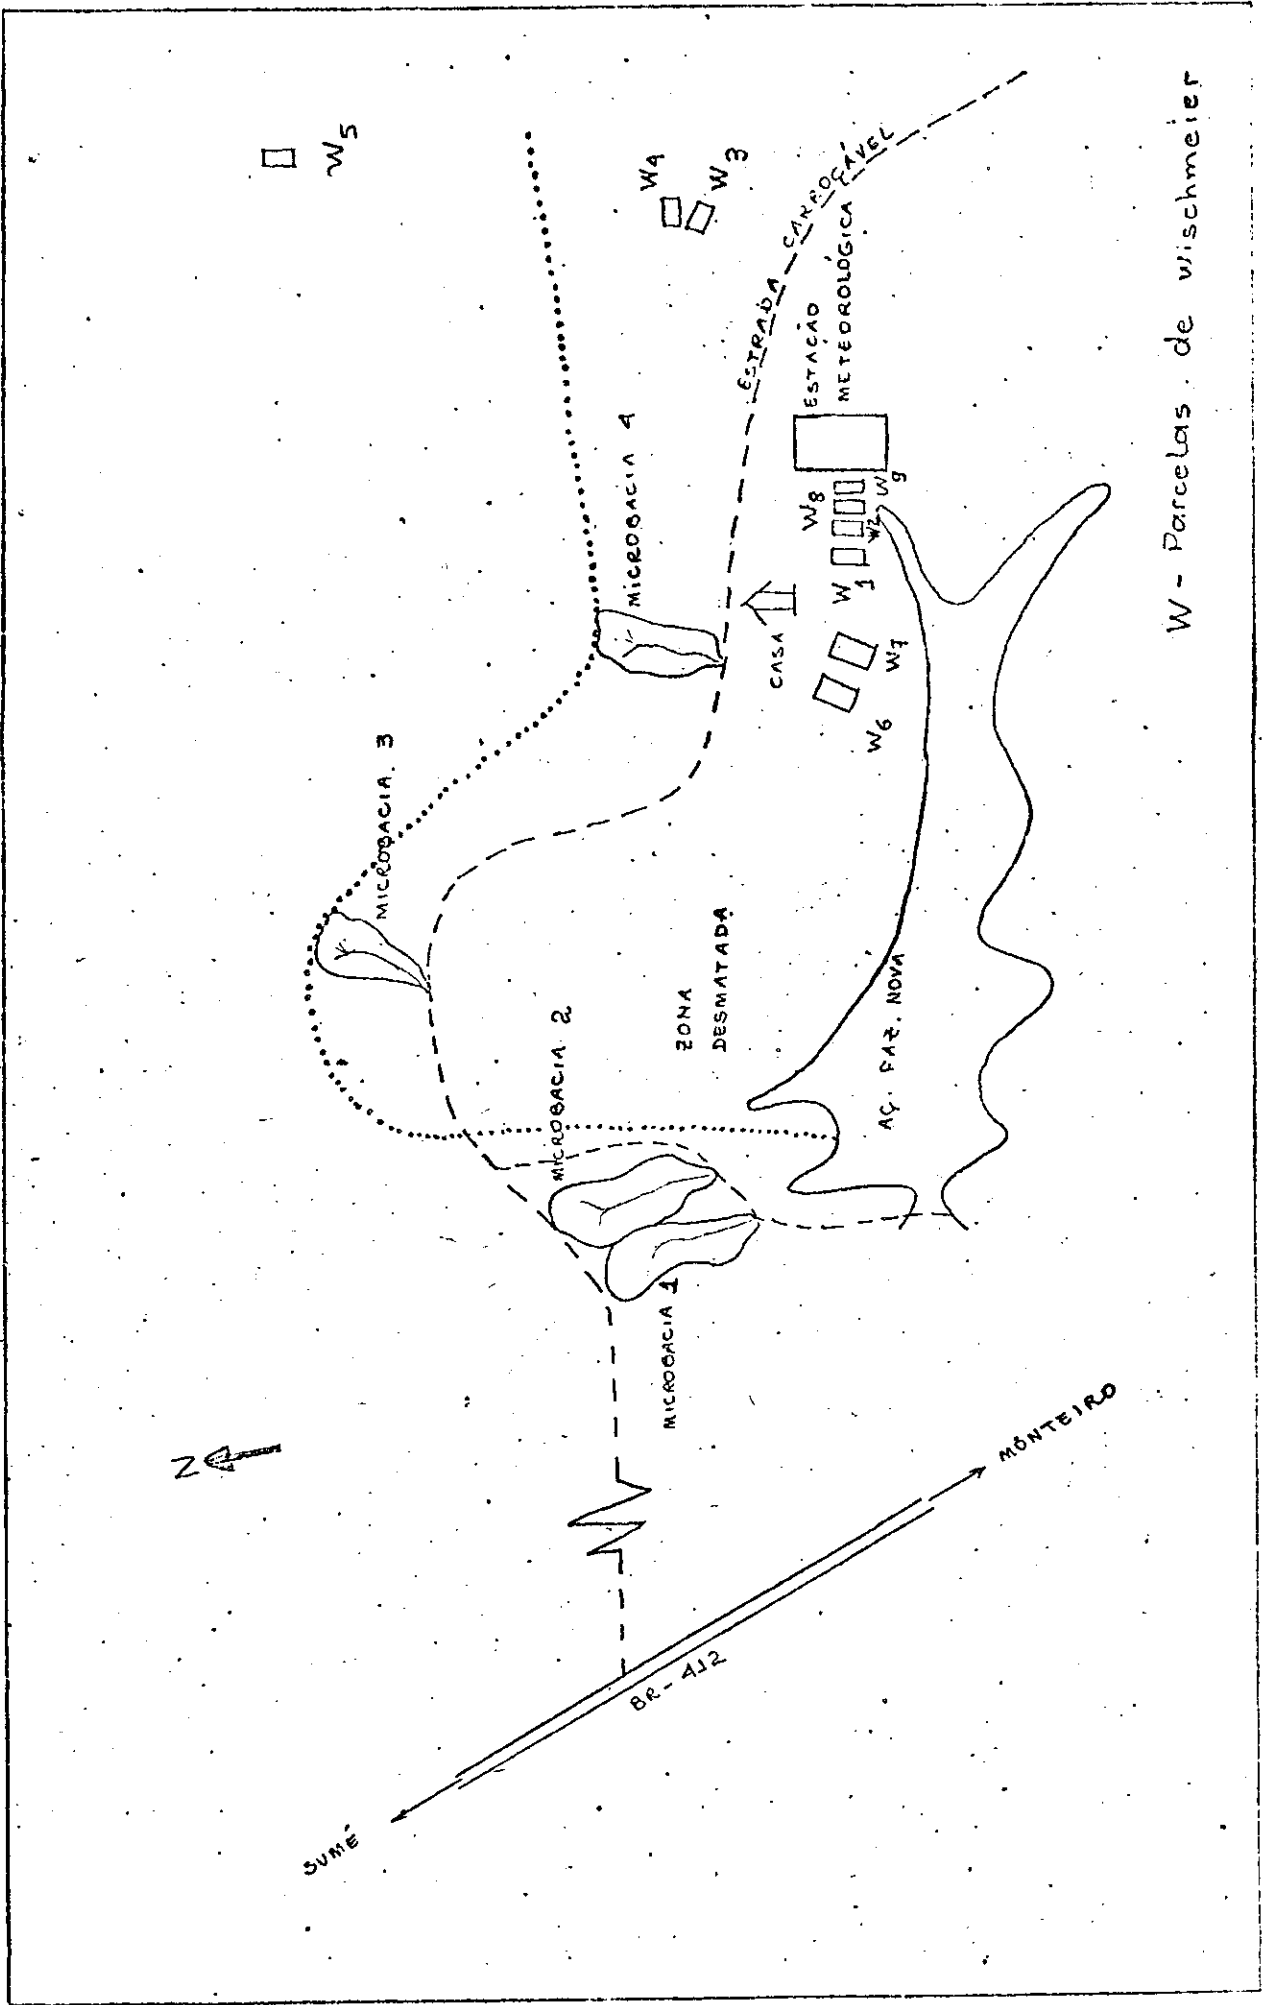 N
W5
MICROBACIA 3
W4
W3
MICROBACIA 4
ESTRADA CARROÇÁVEL
MICROBACIA 2
ZONA
DESMATADA
CASA
ESTAÇÃO
METEOROLÓGICA
W8
W1
W2
W9
W6
W7
MICROBACIA 1
AÇ. FAZ. NOVA
SUMÉ
BR-412
MONTEIRO
W - Parcelas de Wischmeier